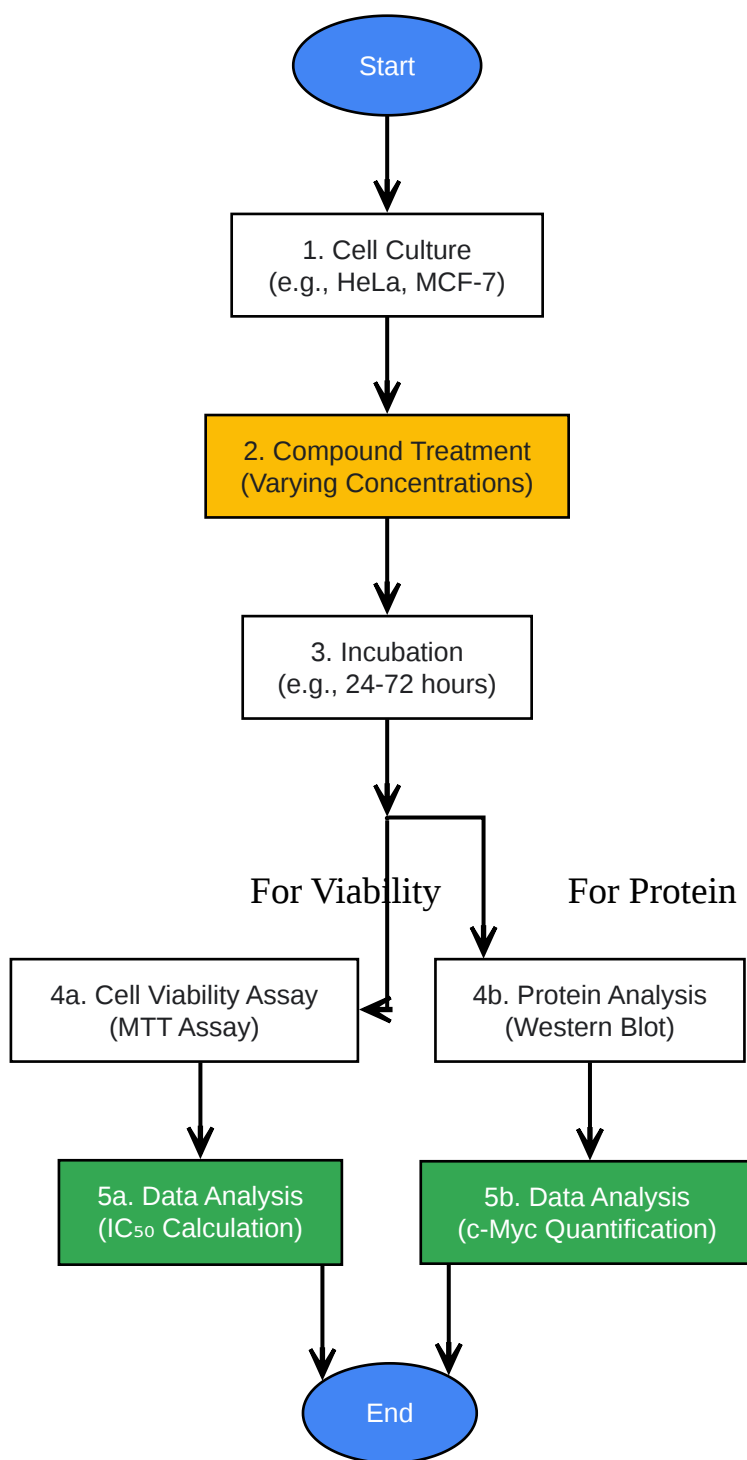 Start
1. Cell Culture
(e.g., HeLa, MCF-7)
2. Compound Treatment
(Varying Concentrations)
3. Incubation
(e.g., 24-72 hours)
For Viability
For Protein
4a. Cell Viability Assay
(MTT Assay)
4b. Protein Analysis
(Western Blot)
5a. Data Analysis
(IC₅₀ Calculation)
5b. Data Analysis
(c-Myc Quantification)
End